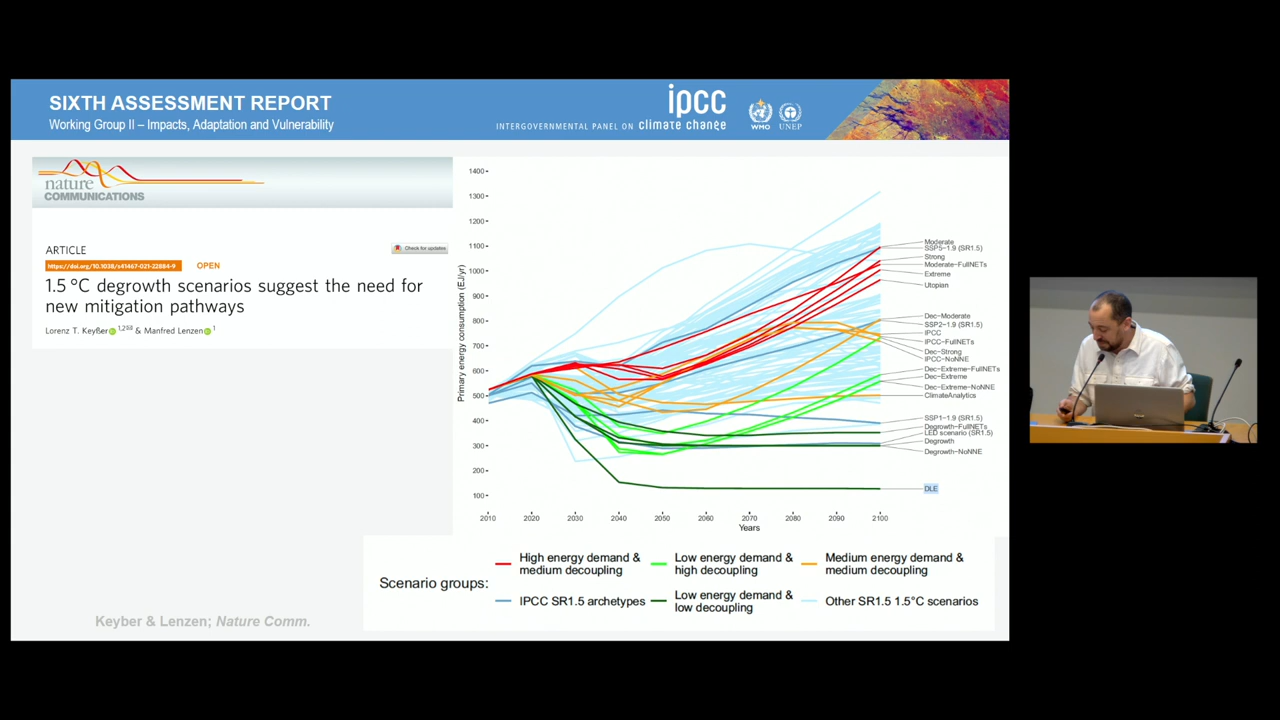 SIXTH ASSESSMENT REPORT
Working Group II – Impacts, Adaptation and Vulnerability
ipcc
INTERGOVERNMENTAL PANEL ON climate change
WMO
UNEP
nature
COMMUNICATIONS
ARTICLE
Check for updates
https://doi.org/10.1038/s41467-021-22884-9
OPEN
1.5 °C degrowth scenarios suggest the need for
new mitigation pathways
Lorenz T. Keyßer 1,2✉ & Manfred Lenzen 1
Primary energy consumption (EJ/yr)
1400
1300
1200
1100
1000
900
800
700
600
500
400
300
200
100
2010 2020 2030 2040 2050 2060 2070 2080 2090 2100
Years
Moderate
SSP5−1.9 (SR1.5)
Strong
Moderate−FullNETs
Extreme
Utopian
Dec−Moderate
SSP2−1.9 (SR1.5)
IPCC
IPCC−FullNETs
Dec−Strong
IPCC−NoNNE
Dec−Extreme−FullNETs
Dec−Extreme
Dec−Extreme−NoNNE
ClimateAnalytics
SSP1−1.9 (SR1.5)
Degrowth−FullNETs
LED scenario (SR1.5)
Degrowth
Degrowth−NoNNE
DLE
Scenario groups:
High energy demand &
medium decoupling
Low energy demand &
high decoupling
Medium energy demand &
medium decoupling
IPCC SR1.5 archetypes
Low energy demand &
low decoupling
Other SR1.5 1.5°C scenarios
Keyber & Lenzen; Nature Comm.